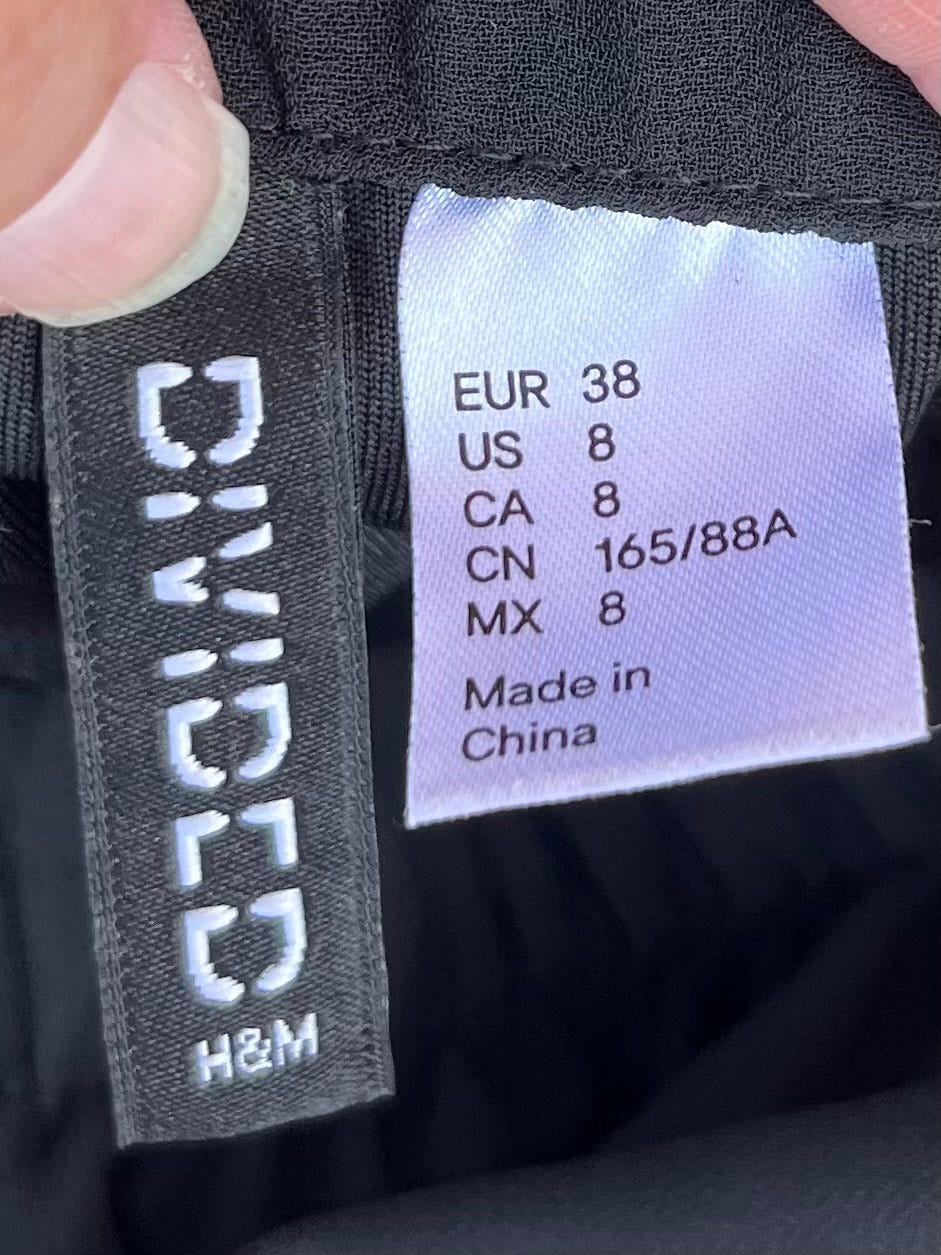 DIVIDED
H&M
EUR 38
US 8
CA 8
CN 165/88A
MX 8
Made in
China